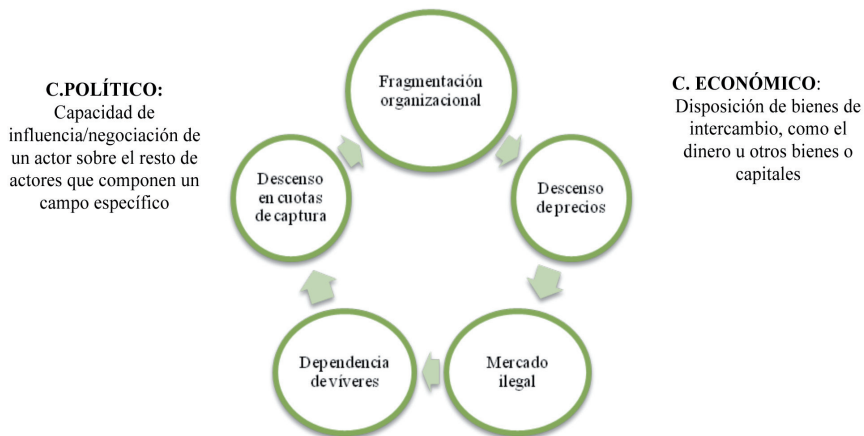 C.POLÍTICO:
Capacidad de
influencia/negociación de
un actor sobre el resto de
actores que componen un
campo específico
Fragmentación
organizacional
C. ECONÓMICO:
Disposición de bienes de
intercambio, como el
dinero u otros bienes o
capitales
Descenso
de precios
Mercado
ilegal
Dependencia
de víveres
Descenso
en cuotas
de captura